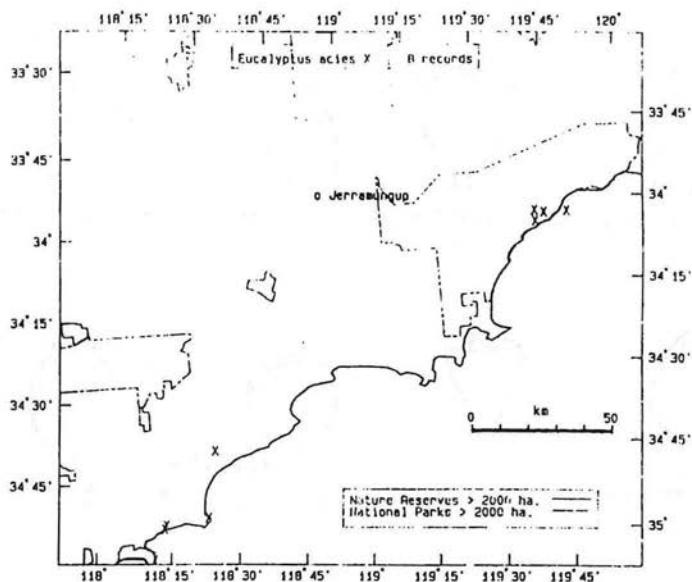 118° 15' 118° 30' 119° 119° 15' 119° 30' 119° 45' 120°
Eucalyptus acies X 8 records
33° 30'
33° 45'
33° 45'
o Jerramungup
34°
34°
34° 15'
34° 15'
34° 30'
34° 30'
km
0 50
34° 45'
34° 45'
Nature Reserves > 2000 ha.
National Parks > 2000 ha.
35°
118° 118° 15' 118° 30' 118° 45' 119° 119° 15' 119° 30' 119° 45'